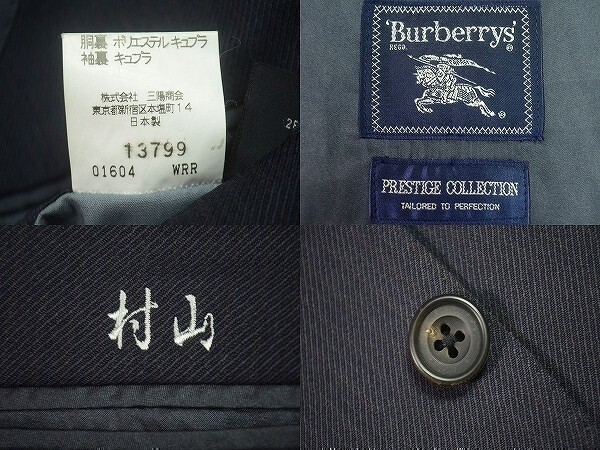 胴裏 ポリエステル キュプラ
袖裏 キュプラ
株式会社 三陽商会
東京都新宿区本塩町14
日本製
13799
01604 WRR
'Burberrys'
REGD.
PRESTIGE COLLECTION
TAILORED TO PERFECTION
村山